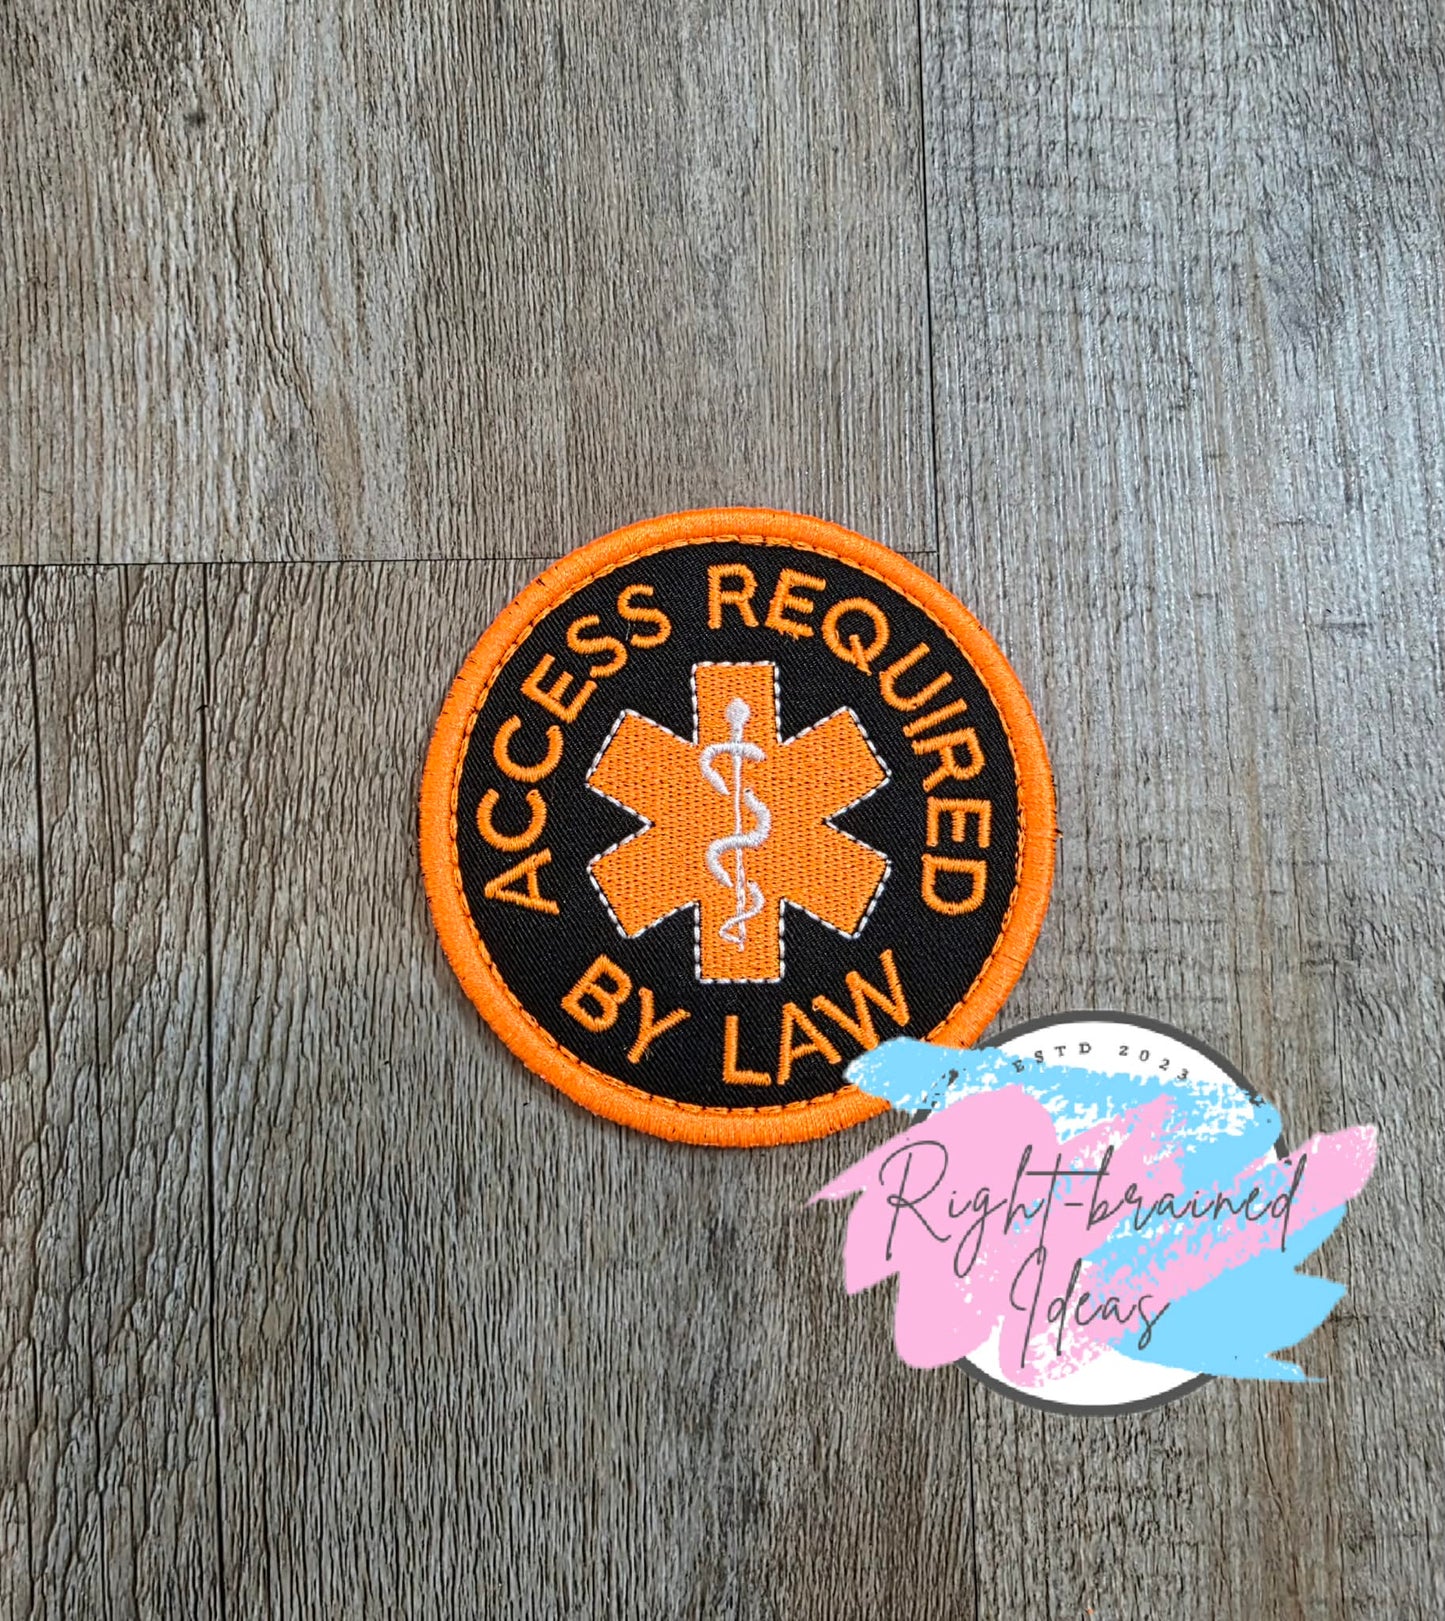 ACCESS REQUIRED
BY LAW
ESTD 2023
Right-brained
Ideas